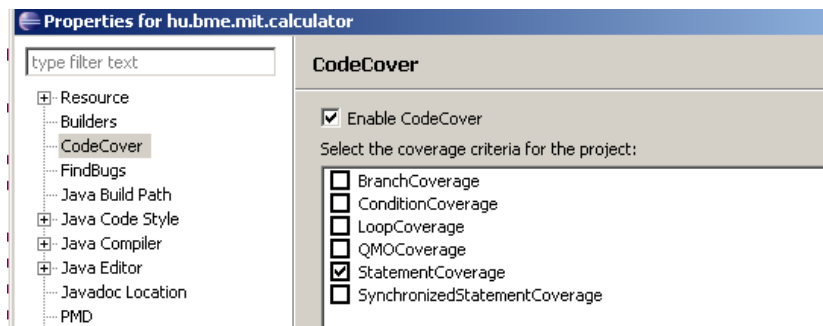 Properties for hu.bme.mit.calculator
type filter text
Resource
Builders
CodeCover
FindBugs
Java Build Path
Java Code Style
Java Compiler
Java Editor
Javadoc Location
PMD
CodeCover
Enable CodeCover
Select the coverage criteria for the project:
BranchCoverage
ConditionCoverage
LoopCoverage
QMOCoverage
StatementCoverage
SynchronizedStatementCoverage